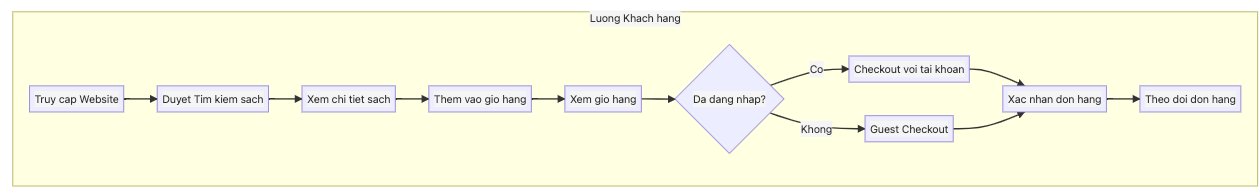 Luong Khach hang
Truy cap Website
Duyet Tim kiem sach
Xem chi tiet sach
Them vao gio hang
Xem gio hang
Da dang nhap?
Co
Checkout voi tai khoan
Khong
Guest Checkout
Xac nhan don hang
Theo doi don hang